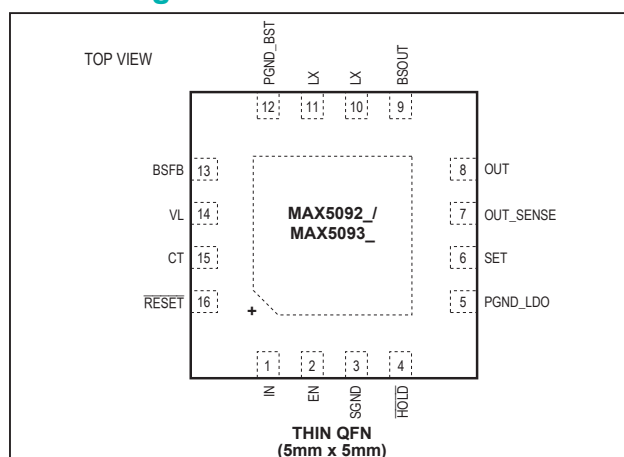 g
TOP VIEW
PGND_BST
LX
LX
BSOUT
12
11
10
9
BSFB
13
8
OUT
VL
14
7
OUT_SENSE
MAX5092_/
MAX5093_
CT
15
6
SET
RESET
16
5
PGND_LDO
+
1
2
3
4
IN
EN
SGND
HOLD
THIN QFN
(5mm x 5mm)